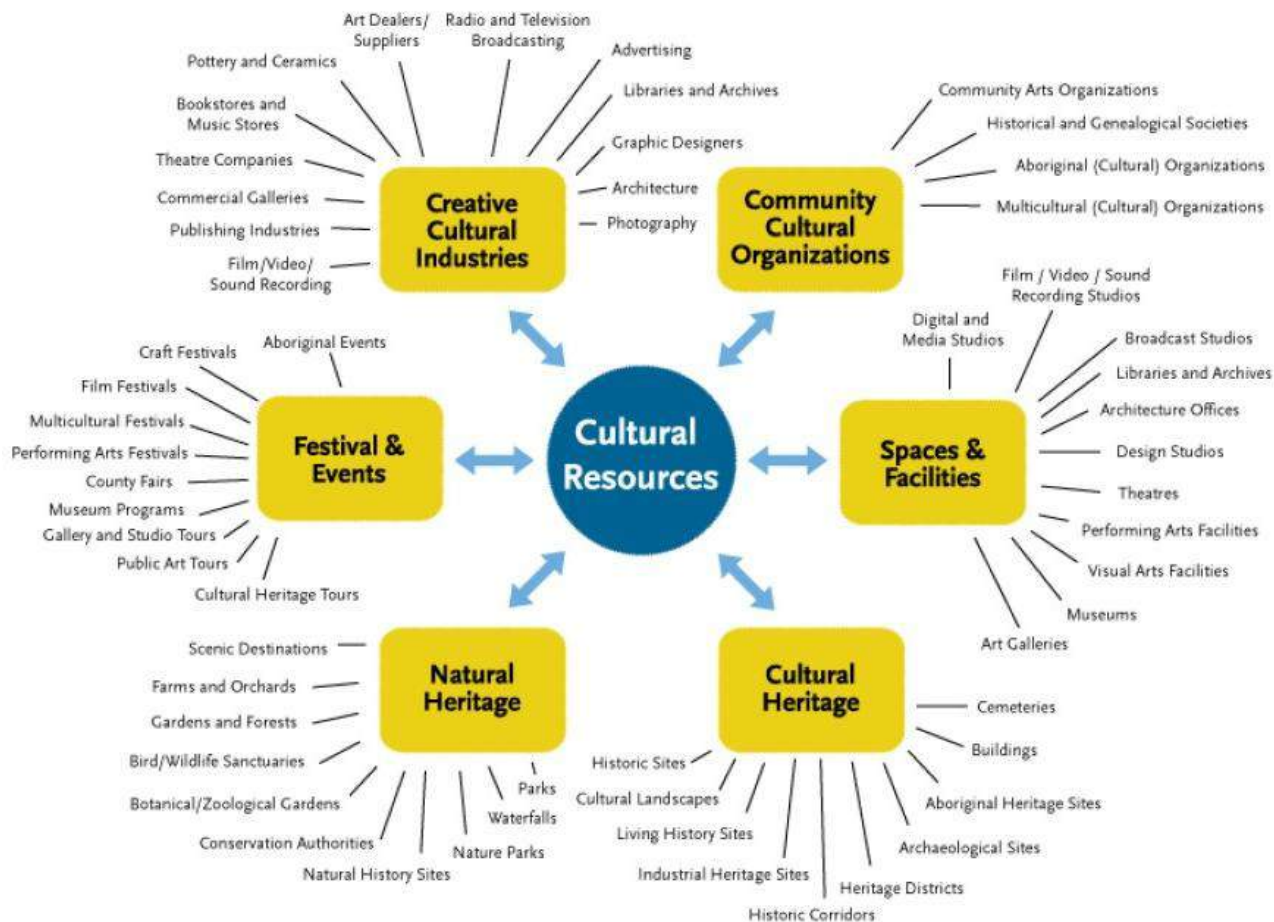 Art Dealers/
Suppliers
Radio and Television
Broadcasting
Advertising
Pottery and Ceramics
Libraries and Archives
Bookstores and
Music Stores
Graphic Designers
Theatre Companies
Architecture
Commercial Galleries
Photography
Publishing Industries
Film/Video/
Sound Recording
Creative
Cultural
Industries
Community Arts Organizations
Historical and Genealogical Societies
Aboriginal (Cultural) Organizations
Multicultural (Cultural) Organizations
Community
Cultural
Organizations
Aboriginal Events
Craft Festivals
Film Festivals
Multicultural Festivals
Performing Arts Festivals
County Fairs
Museum Programs
Gallery and Studio Tours
Public Art Tours
Cultural Heritage Tours
Festival &
Events
Cultural
Resources
Film / Video / Sound
Recording Studios
Digital and
Media Studios
Broadcast Studios
Libraries and Archives
Architecture Offices
Design Studios
Theatres
Performing Arts Facilities
Visual Arts Facilities
Museums
Art Galleries
Spaces &
Facilities
Natural
Heritage
Scenic Destinations
Farms and Orchards
Gardens and Forests
Bird/Wildlife Sanctuaries
Botanical/Zoological Gardens
Conservation Authorities
Natural History Sites
Nature Parks
Waterfalls
Parks
Cultural
Heritage
Cemeteries
Buildings
Aboriginal Heritage Sites
Archaeological Sites
Heritage Districts
Historic Corridors
Industrial Heritage Sites
Living History Sites
Cultural Landscapes
Historic Sites